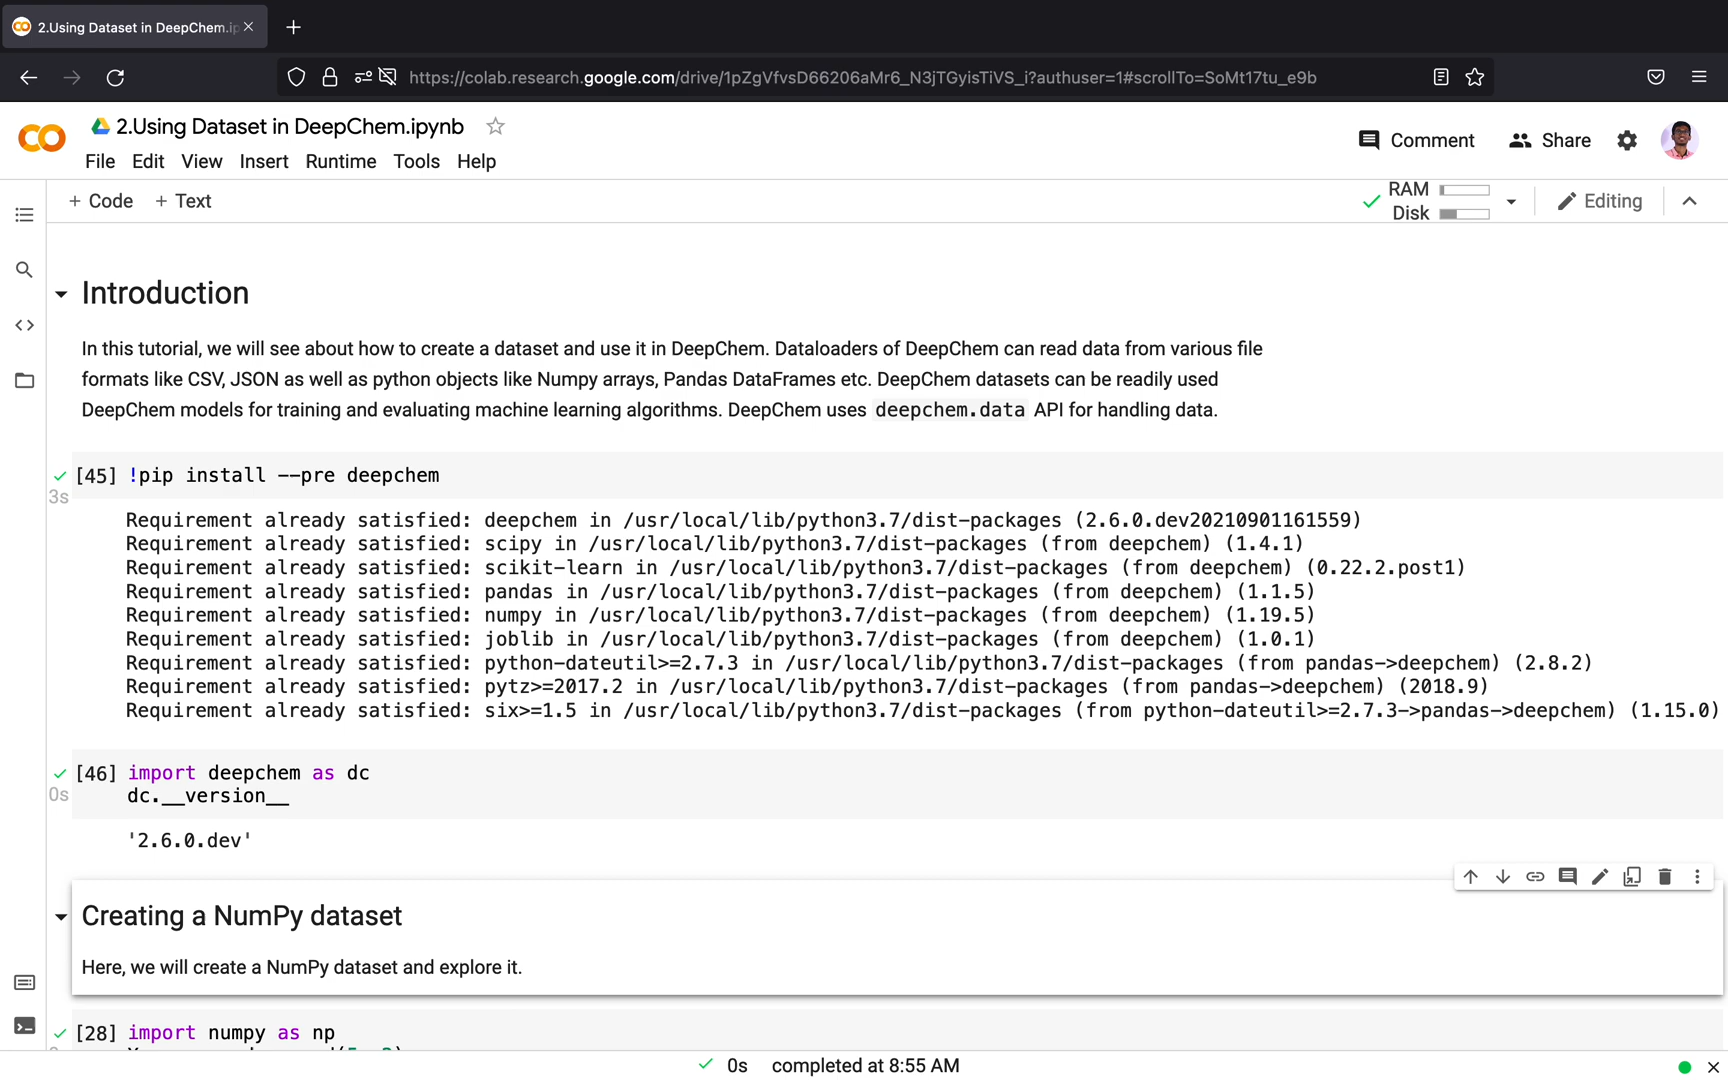 2.Using Dataset in DeepChem.ip
https://colab.research.google.com/drive/1pZgVfvsD66206aMr6_N3jTGyisTiVS_i?authuser=1#scrollTo=SoMt17tu_e9b
2.Using Dataset in DeepChem.ipynb
Comment Share
File Edit View Insert Runtime Tools Help
+ Code + Text
RAM
Disk
Editing
Introduction
In this tutorial, we will see about how to create a dataset and use it in DeepChem. Dataloaders of DeepChem can read data from various file
formats like CSV, JSON as well as python objects like Numpy arrays, Pandas DataFrames etc. DeepChem datasets can be readily used
DeepChem models for training and evaluating machine learning algorithms. DeepChem uses deepchem.data API for handling data.
[45] !pip install --pre deepchem
3s
Requirement already satisfied: deepchem in /usr/local/lib/python3.7/dist-packages (2.6.0.dev20210901161559)
Requirement already satisfied: scipy in /usr/local/lib/python3.7/dist-packages (from deepchem) (1.4.1)
Requirement already satisfied: scikit-learn in /usr/local/lib/python3.7/dist-packages (from deepchem) (0.22.2.post1)
Requirement already satisfied: pandas in /usr/local/lib/python3.7/dist-packages (from deepchem) (1.1.5)
Requirement already satisfied: numpy in /usr/local/lib/python3.7/dist-packages (from deepchem) (1.19.5)
Requirement already satisfied: joblib in /usr/local/lib/python3.7/dist-packages (from deepchem) (1.0.1)
Requirement already satisfied: python-dateutil>=2.7.3 in /usr/local/lib/python3.7/dist-packages (from pandas->deepchem) (2.8.2)
Requirement already satisfied: pytz>=2017.2 in /usr/local/lib/python3.7/dist-packages (from pandas->deepchem) (2018.9)
Requirement already satisfied: six>=1.5 in /usr/local/lib/python3.7/dist-packages (from python-dateutil>=2.7.3->pandas->deepchem) (1.15.0)
[46] import deepchem as dc
0s dc.__version__
'2.6.0.dev'
Creating a NumPy dataset
Here, we will create a NumPy dataset and explore it.
[28] import numpy as np
0s completed at 8:55 AM